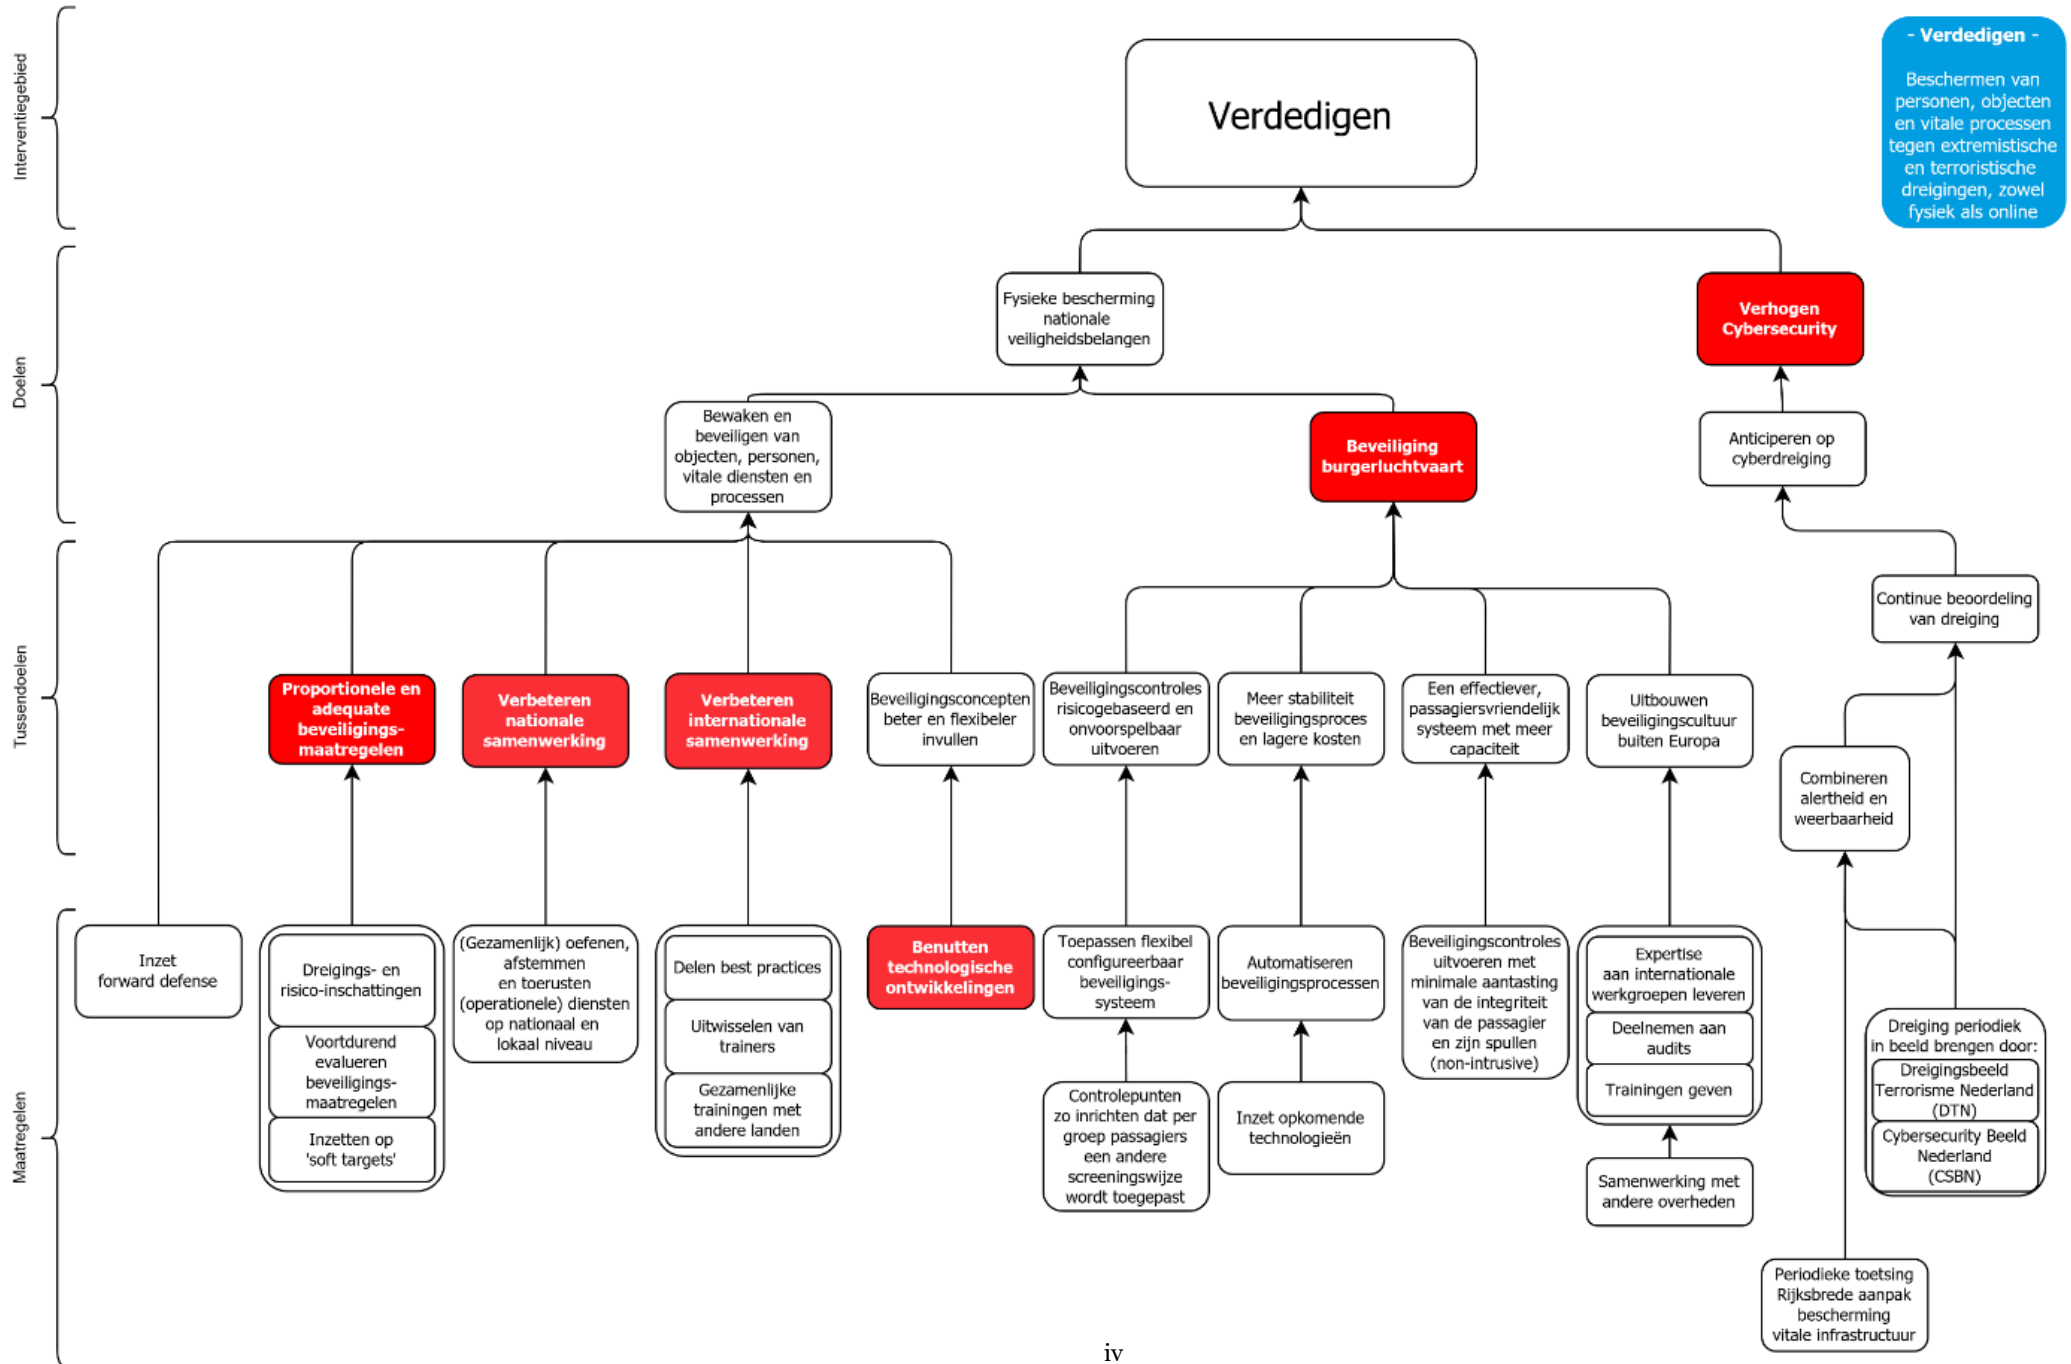 Interventiegebied
Verdedigen
- Verdedigen -
Beschermen van
personen, objecten
en vitale processen
tegen extremistische
en terroristische
dreigingen, zowel
fysiek als online
Doelen
Fysieke bescherming
nationale
veiligheidsbelangen
Verhogen
Cybersecurity
Bewaken en
beveiligen van
objecten, personen,
vitale diensten en
processen
Beveiliging
burgerluchtvaart
Anticiperen op
cyberdreiging
Tussendoelen
Continue beoordeling
van dreiging
Proportionele en
adequate
beveiligings-
maatregelen
Verbeteren
nationale
samenwerking
Verbeteren
internationale
samenwerking
Beveiligingsconcepten
beter en flexibeler
invullen
Beveiligingscontroles
risicogebaseerd en
onvoorspelbaar
uitvoeren
Meer stabiliteit
beveiligingsproces
en lagere kosten
Een effectiever,
passagiersvriendelijk
systeem met meer
capaciteit
Uitbouwen
beveiligingscultuur
buiten Europa
Combineren
alertheid en
weerbaarheid
Maatregelen
Inzet
forward defense
Dreigings- en
risico-inschattingen
Voortdurend
evalueren
beveiligings-
maatregelen
Inzetten op
'soft targets'
(Gezamenlijk) oefenen,
afstemmen
en toerusten
(operationele) diensten
op nationaal en
lokaal niveau
Delen best practices
Uitwisselen van
trainers
Gezamenlijke
trainingen met
andere landen
Benutten
technologische
ontwikkelingen
Toepassen flexibel
configureerbaar
beveiligings-
systeem
Controlepunten
zo inrichten dat per
groep passagiers
een andere
screeningswijze
wordt toegepast
Automatiseren
beveiligingsprocessen
Inzet opkomende
technologieën
Beveiligingscontroles
uitvoeren met
minimale aantasting
van de integriteit
van de passagier
en zijn spullen
(non-intrusive)
Expertise
aan internationale
werkgroepen leveren
Deelnemen aan
audits
Trainingen geven
Samenwerking met
andere overheden
Dreiging periodiek
in beeld brengen door:
Dreigingsbeeld
Terrorisme Nederland
(DTN)
Cybersecurity Beeld
Nederland
(CSBN)
Periodieke toetsing
Rijksbrede aanpak
bescherming
vitale infrastructuur
iv